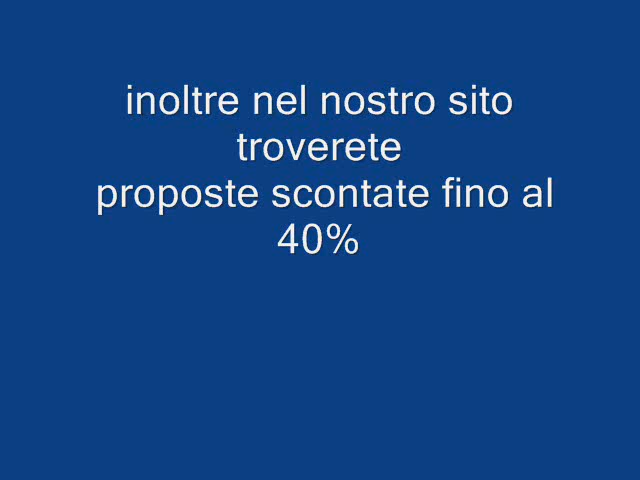 inoltre nel nostro sito
troverete
proposte scontate fino al
40%